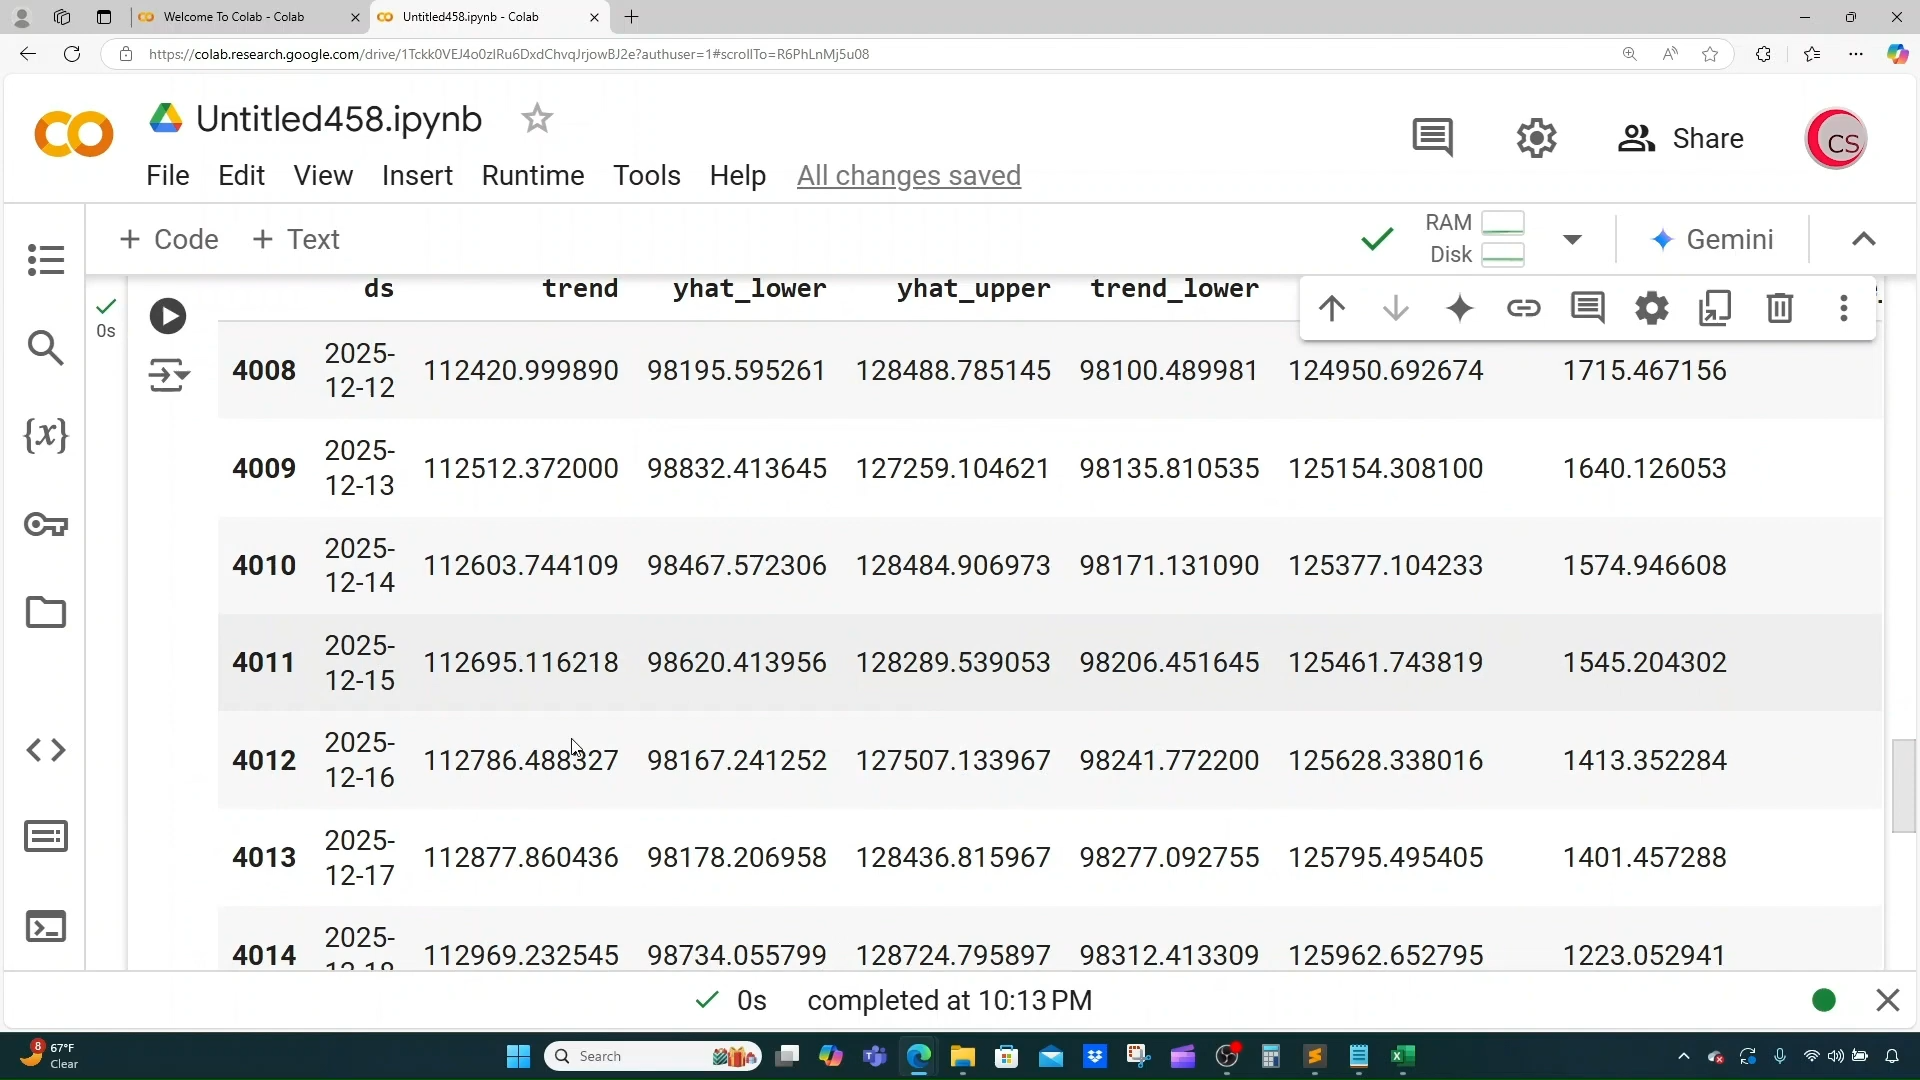 Welcome To Colab - Colab
Untitled458.ipynb - Colab
https://colab.research.google.com/drive/1Tckk0VEJ4o0zIRu6DxdChvqJrjowBJ2e?authuser=1#scrollTo=R6PhLnMj5u08
Untitled458.ipynb
CS
Share
File Edit View Insert Runtime Tools Help All changes saved
+ Code + Text
RAM
Disk
Gemini
ds trend yhat_lower yhat_upper trend_lower
0s
4008 2025-12-12 112420.999890 98195.595261 128488.785145 98100.489981 124950.692674 1715.467156
4009 2025-12-13 112512.372000 98832.413645 127259.104621 98135.810535 125154.308100 1640.126053
4010 2025-12-14 112603.744109 98467.572306 128484.906973 98171.131090 125377.104233 1574.946608
4011 2025-12-15 112695.116218 98620.413956 128289.539053 98206.451645 125461.743819 1545.204302
4012 2025-12-16 112786.488327 98167.241252 127507.133967 98241.772200 125628.338016 1413.352284
4013 2025-12-17 112877.860436 98178.206958 128436.815967 98277.092755 125795.495405 1401.457288
4014 2025-12-18 112969.232545 98734.055799 128724.795897 98312.413309 125962.652795 1223.052941
{x}
0s completed at 10:13 PM
8
67°F
Clear
Search